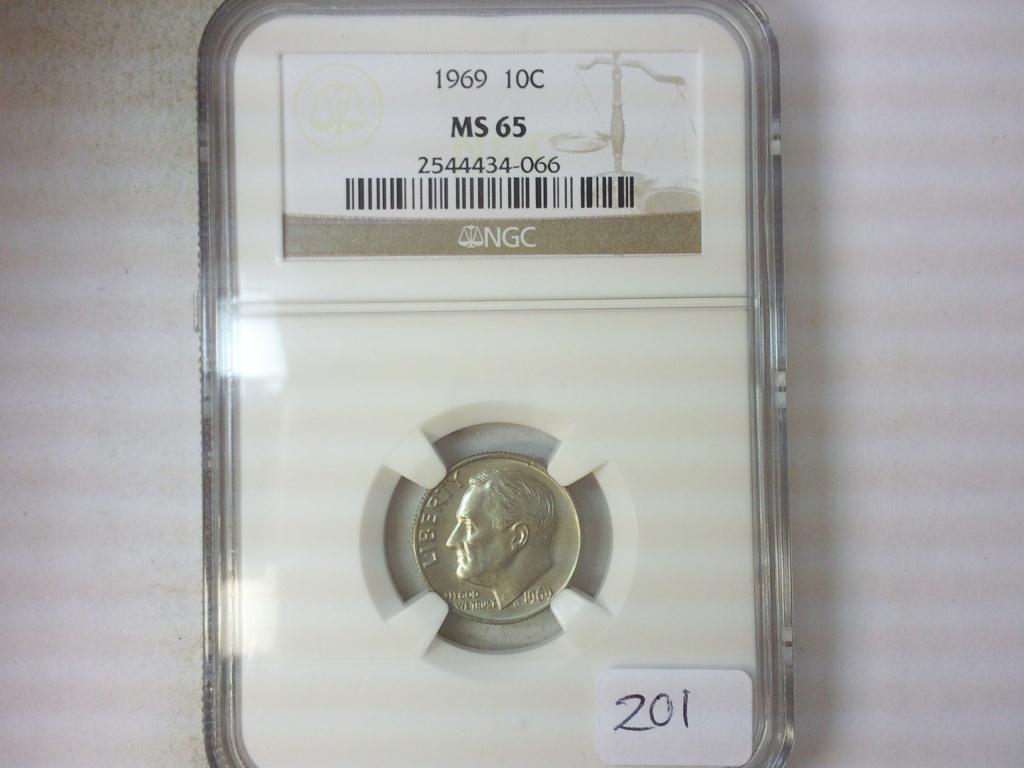 1969 10C
MS 65
2544434-066
NGC
LIBERTY
IN GOD
WE TRUST
1969
201